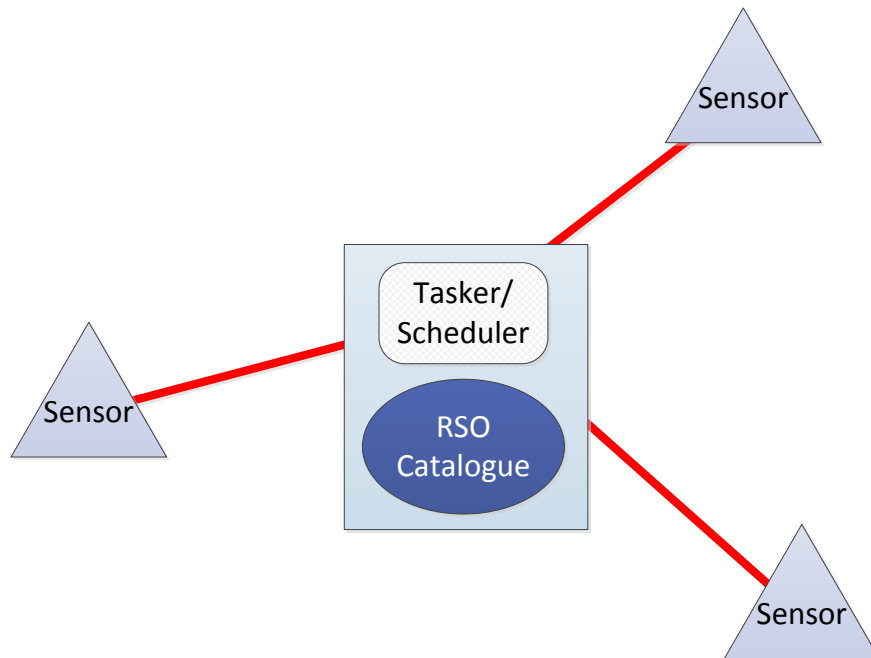 Sensor
Tasker/
Scheduler
Sensor
RSO
Catalogue
Sensor